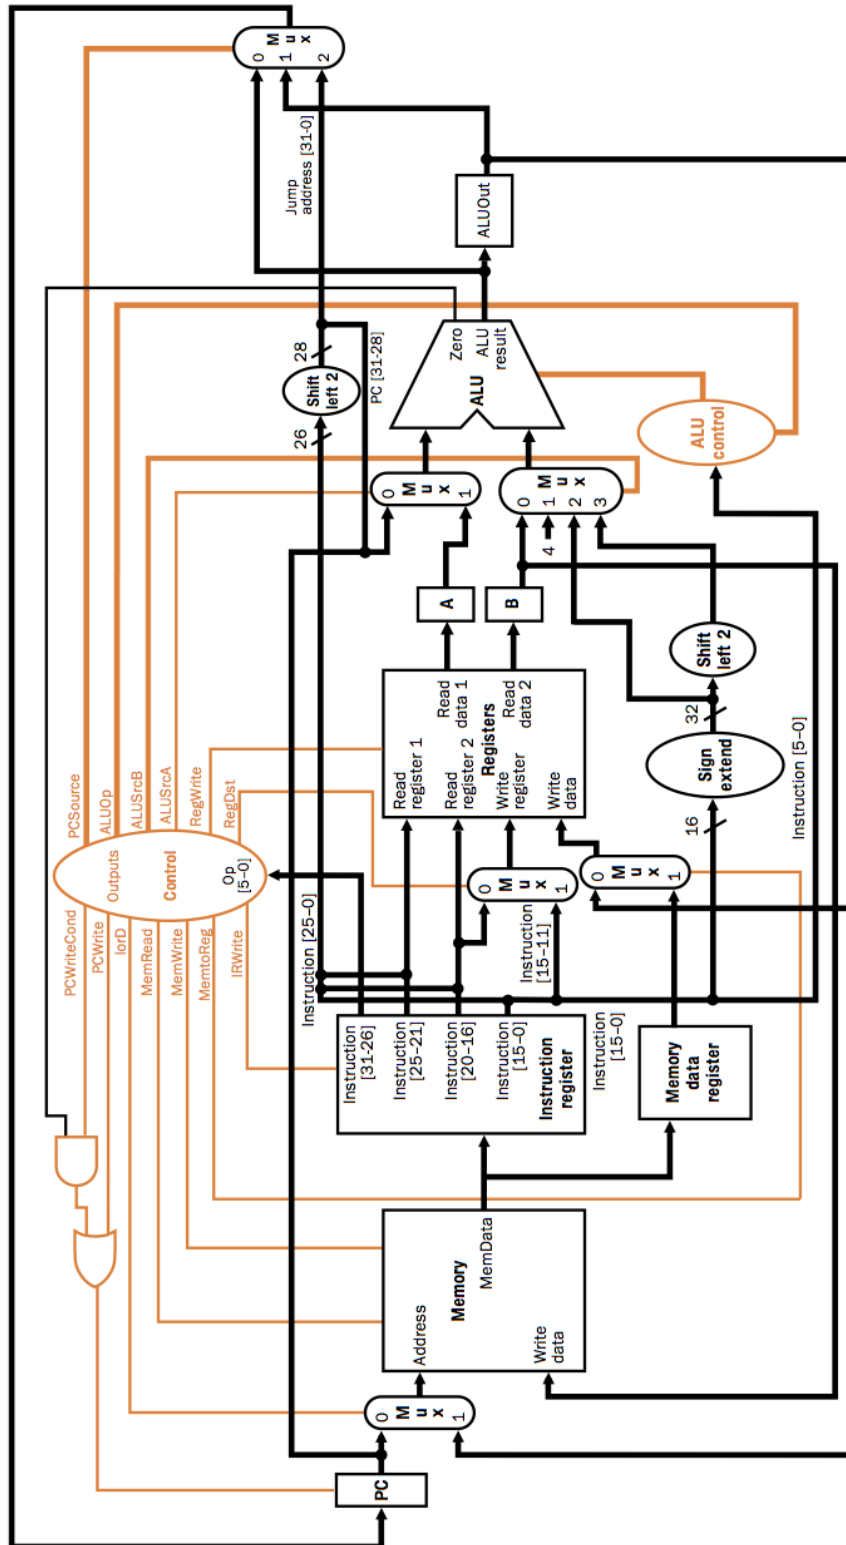 PCWriteCond
PCWrite
IorD
MemRead
MemWrite
MemtoReg
IRWrite
PCSource
ALUOp
ALUSrcB
ALUSrcA
RegWrite
RegDst
Outputs
Control
Op
[5–0]
PC
0
M
u
x
1
Address
Memory
MemData
Write
data
Instruction
[31-26]
Instruction
[25–21]
Instruction
[20–16]
Instruction
[15–0]
Instruction
register
Instruction [25–0]
Instruction
[15–0]
Memory
data
register
Instruction
[15–11]
0
M
u
x
1
0
M
u
x
1
Read
register 1
Read
register 2
Registers
Write
register
Write
data
Read
data 1
Read
data 2
16
Sign
extend
32
Shift
left 2
Instruction [5–0]
A
B
4
0
M
u
x
1
0
1
M
u
x
2
3
26
Shift
left 2
28
PC [31-28]
Jump
address [31-0]
Zero
ALU
ALU
result
ALU
control
ALUOut
0
1
M
u
x
2